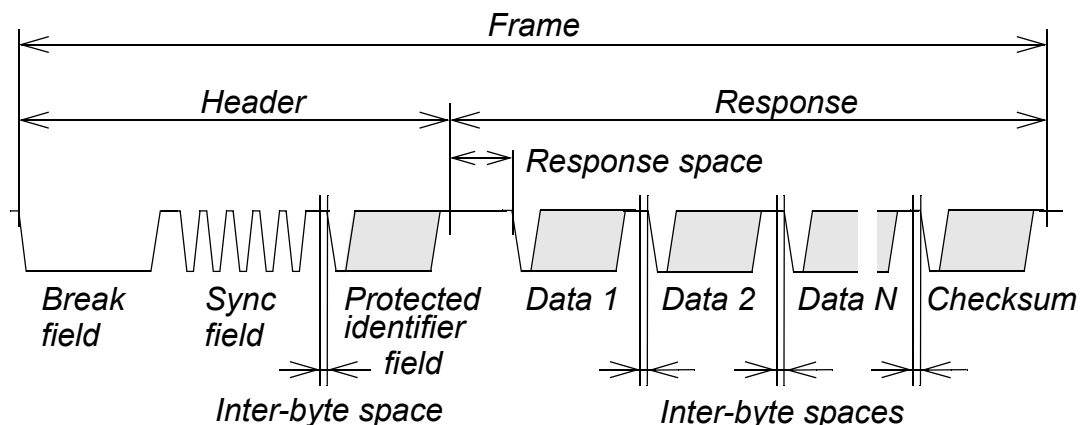 Frame
Header
Response
Response space
Break
field
Sync
field
Protected
identifier
field
Data 1
Data 2
Data N
Checksum
Inter-byte space
Inter-byte spaces